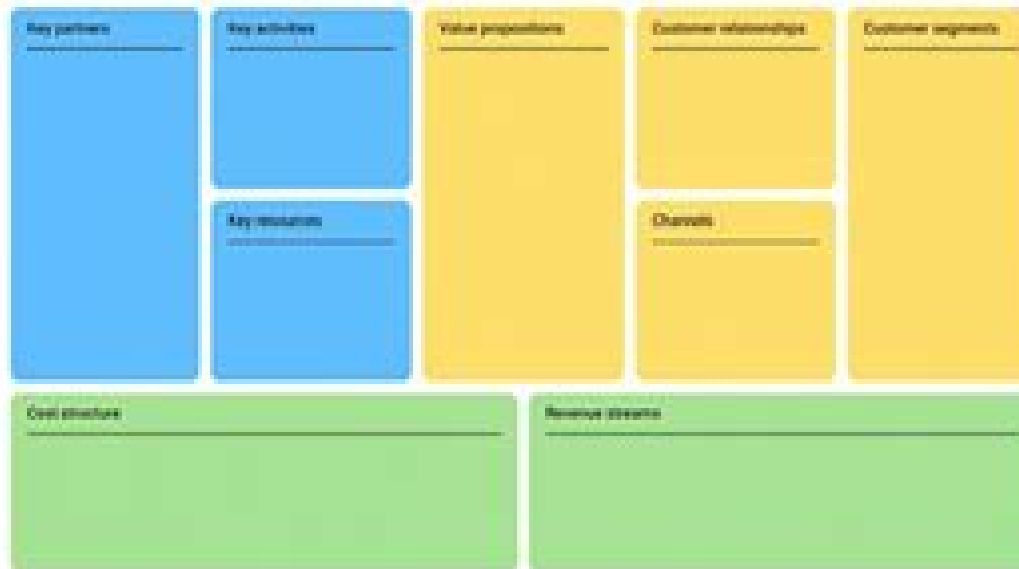 Key partners
Key activities
Value propositions
Customer relationships
Customer segments
Key resources
Channels
Cost structure
Revenue streams